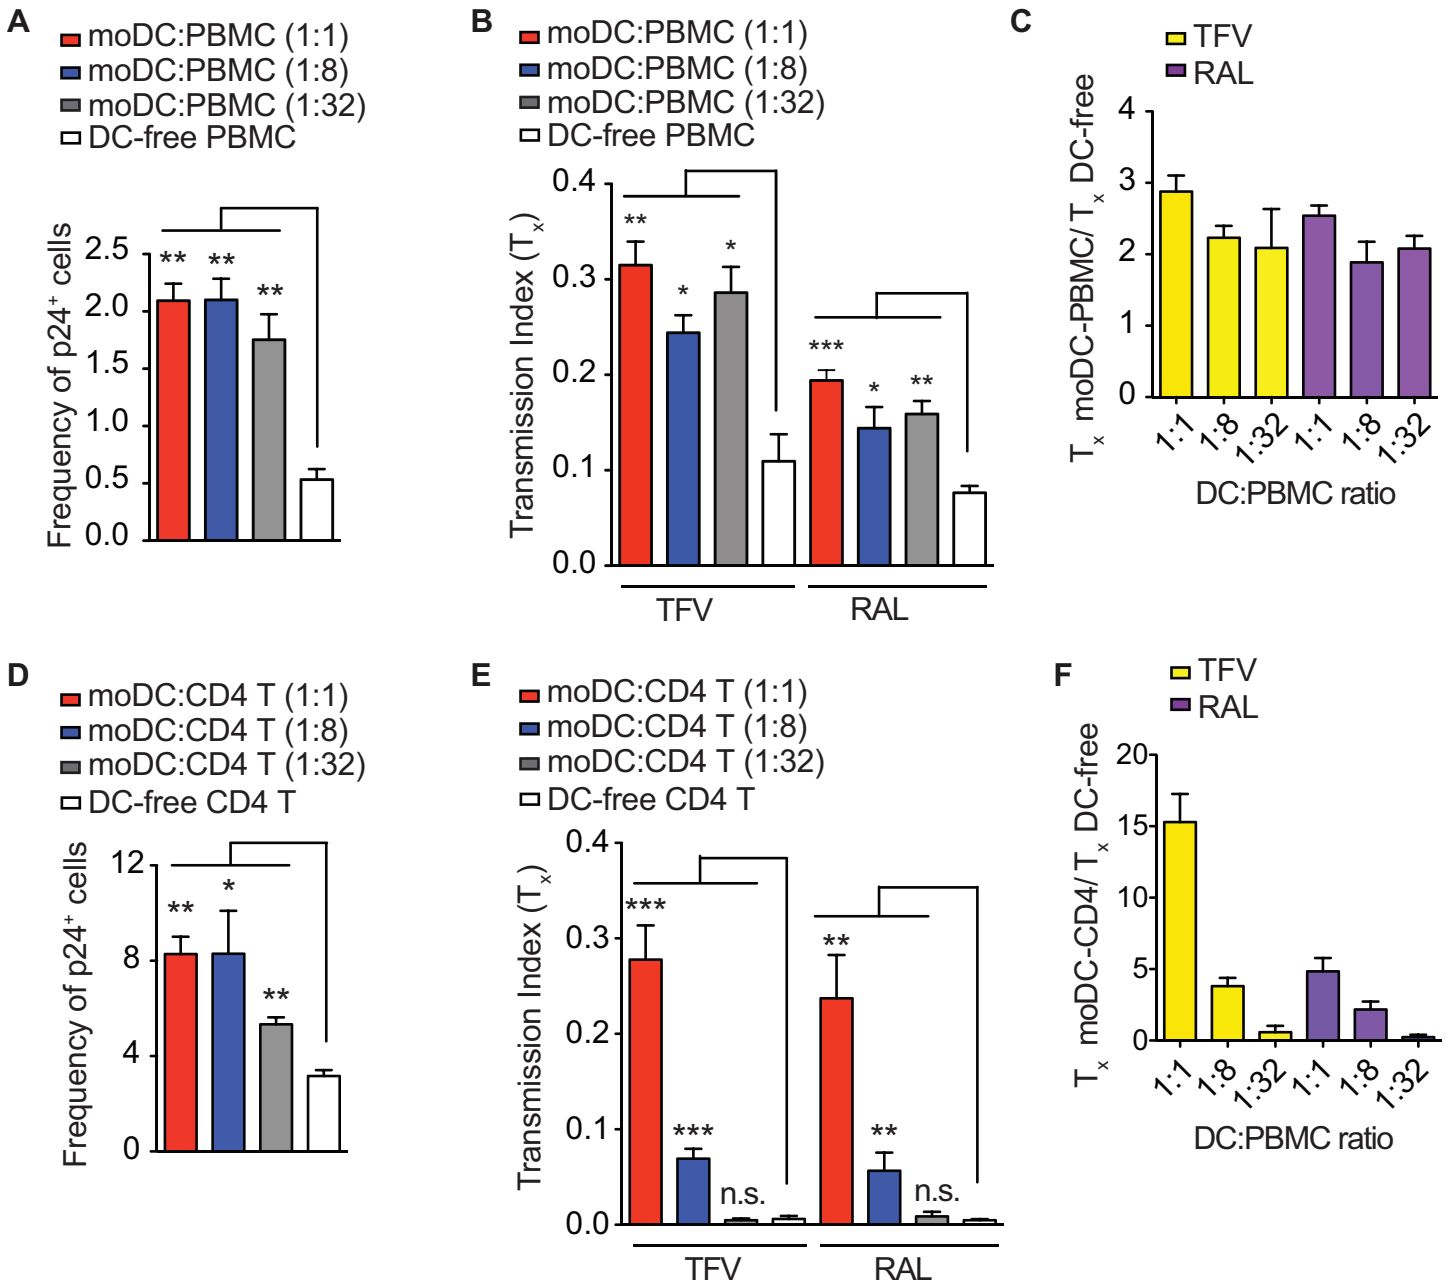 A
moDC:PBMC (1:1)
moDC:PBMC (1:8)
moDC:PBMC (1:32)
DC-free PBMC
Frequency of p24⁺ cells
2.5
2.0
1.5
1.0
0.5
0.0
** ** **
B
moDC:PBMC (1:1)
moDC:PBMC (1:8)
moDC:PBMC (1:32)
DC-free PBMC
Transmission Index (Tₓ)
0.4
0.3
0.2
0.1
0.0
** * * *** * **
TFV RAL
C
TFV
RAL
Tₓ moDC-PBMC/ Tₓ DC-free
4
3
2
1
0
1:1 1:8 1:32 1:1 1:8 1:32
DC:PBMC ratio
D
moDC:CD4 T (1:1)
moDC:CD4 T (1:8)
moDC:CD4 T (1:32)
DC-free CD4 T
Frequency of p24⁺ cells
12
8
4
0
** * **
E
moDC:CD4 T (1:1)
moDC:CD4 T (1:8)
moDC:CD4 T (1:32)
DC-free CD4 T
Transmission Index (Tₓ)
0.4
0.3
0.2
0.1
0.0
*** *** n.s. ** ** n.s.
TFV RAL
F
TFV
RAL
Tₓ moDC-CD4/ Tₓ DC-free
20
15
10
5
0
1:1 1:8 1:32 1:1 1:8 1:32
DC:PBMC ratio